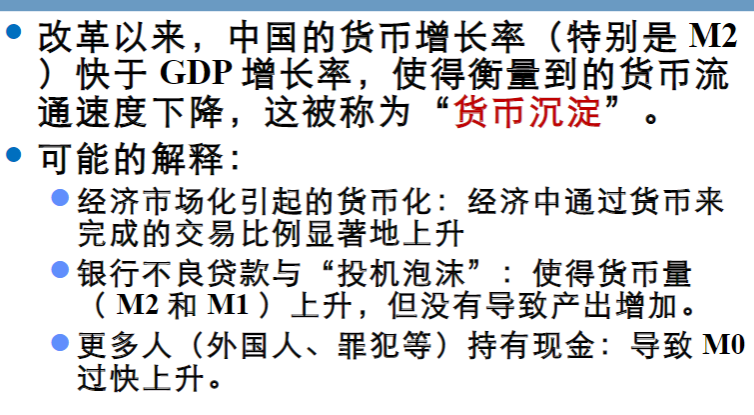 改革以来，中国的货币增长率（特别是 M2
）快于 GDP 增长率，使得衡量到的货币流
通速度下降，这被称为“货币沉淀”。
可能的解释：
经济市场化引起的货币化：经济中通过货币来
完成的交易比例显著地上升
银行不良贷款与“投机泡沫”：使得货币量
（ M2 和 M1 ）上升，但没有导致产出增加。
更多人（外国人、罪犯等）持有现金：导致 M0
过快上升。